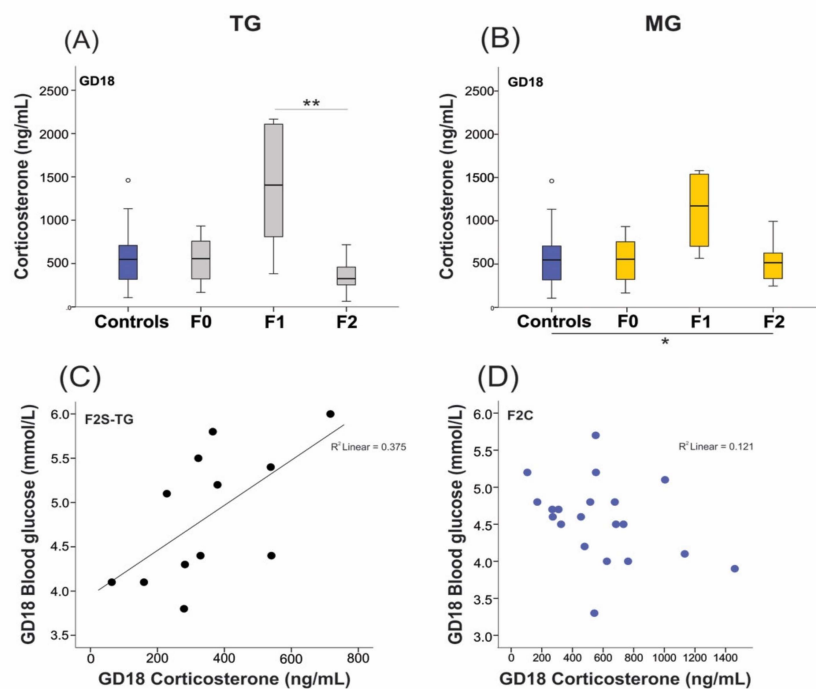 TG
MG
(A)
(B)
GD18
GD18
Corticosterone (ng/mL)
2500
2000
1500
1000
500
.0
**
Controls F0 F1 F2
Corticosterone (ng/mL)
2500
2000
1500
1000
500
.0
Controls F0 F1 F2
*
(C)
(D)
F2S-TG
R² Linear = 0.375
GD18 Blood glucose (mmol/L)
6.0
5.5
5.0
4.5
4.0
3.5
0 200 400 600 800
GD18 Corticosterone (ng/mL)
F2C
R² Linear = 0.121
GD18 Blood glucose (mmol/L)
6.0
5.5
5.0
4.5
4.0
3.5
3.0
0 200 400 600 800 1000 1200 1400
GD18 Corticosterone (ng/mL)